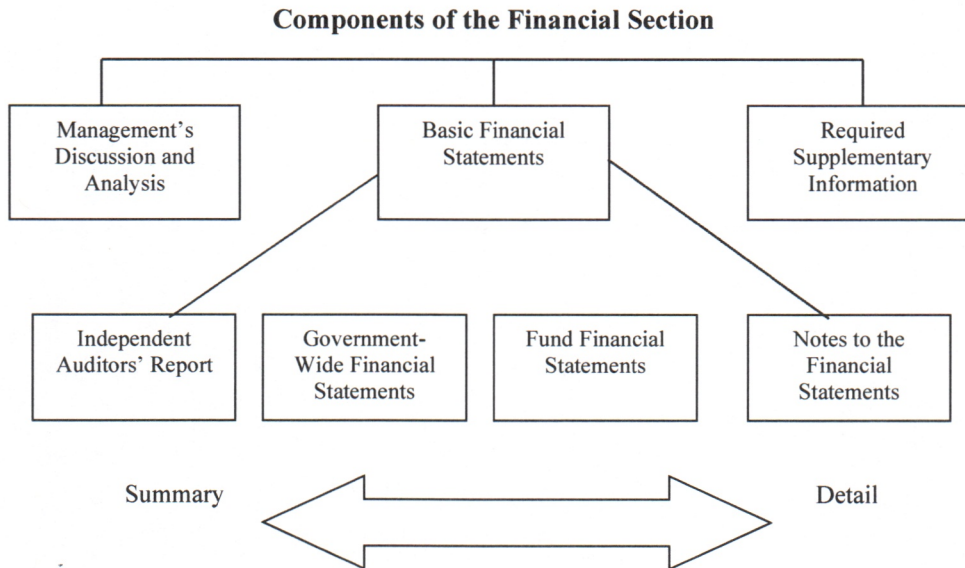 Components of the Financial Section
Management's
Discussion and
Analysis
Basic Financial
Statements
Required
Supplementary
Information
Independent
Auditors' Report
Government-
Wide Financial
Statements
Fund Financial
Statements
Notes to the
Financial
Statements
Summary
Detail